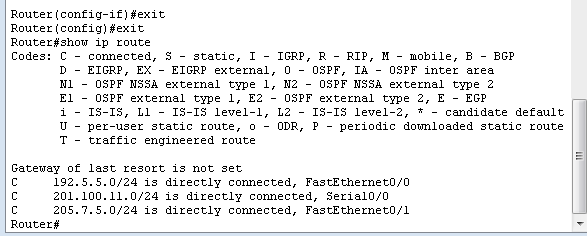 Router(config-if)#exit
Router(config)#exit
Router#show ip route
Codes: C - connected, S - static, I - IGRP, R - RIP, M - mobile, B - BGP
D - EIGRP, EX - EIGRP external, O - OSPF, IA - OSPF inter area
N1 - OSPF NSSA external type 1, N2 - OSPF NSSA external type 2
E1 - OSPF external type 1, E2 - OSPF external type 2, E - EGP
i - IS-IS, L1 - IS-IS level-1, L2 - IS-IS level-2, * - candidate default
U - per-user static route, o - ODR, P - periodic downloaded static route
T - traffic engineered route
Gateway of last resort is not set
C 192.5.5.0/24 is directly connected, FastEthernet0/0
C 201.100.11.0/24 is directly connected, Serial0/0
C 205.7.5.0/24 is directly connected, FastEthernet0/1
Router#